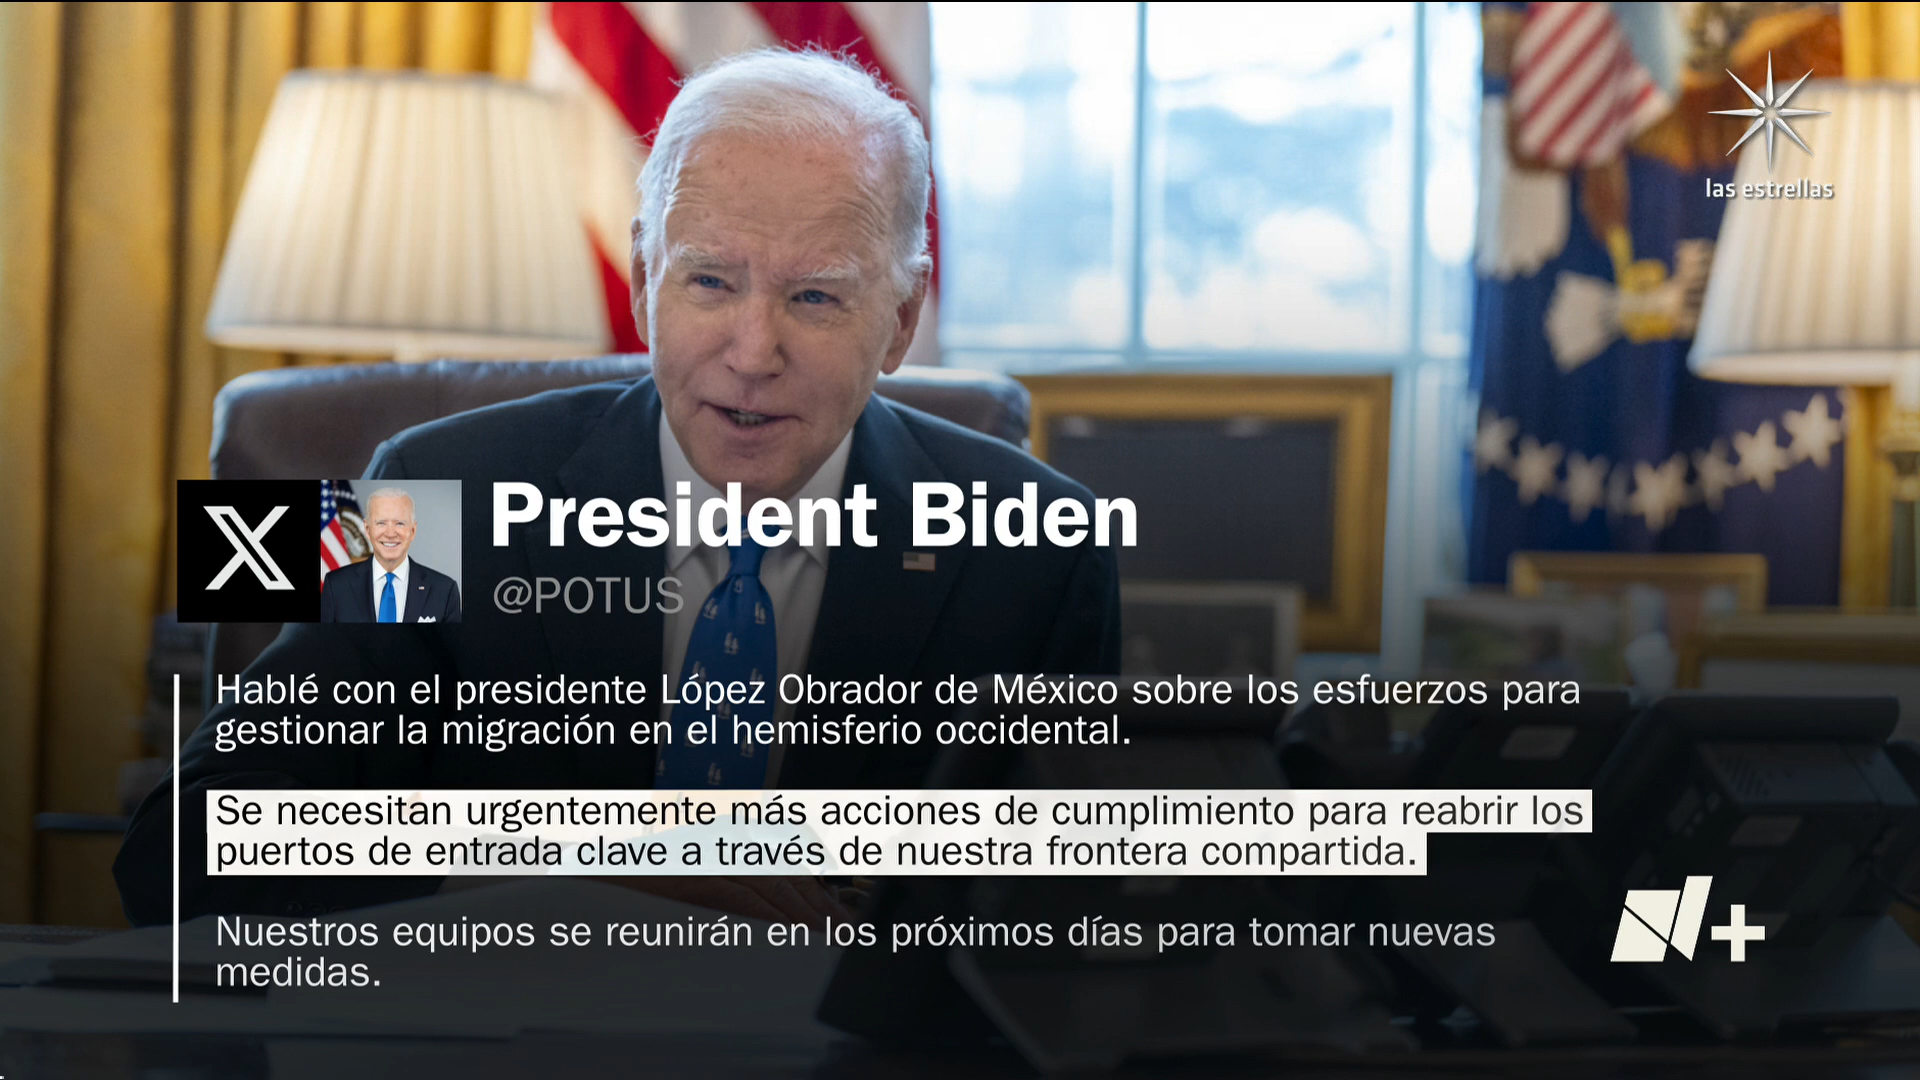 las estrellas
President Biden
@POTUS
Hablé con el presidente López Obrador de México sobre los esfuerzos para
gestionar la migración en el hemisferio occidental.
Se necesitan urgentemente más acciones de cumplimiento para reabrir los
puertos de entrada clave a través de nuestra frontera compartida.
Nuestros equipos se reunirán en los próximos días para tomar nuevas
medidas.
N+